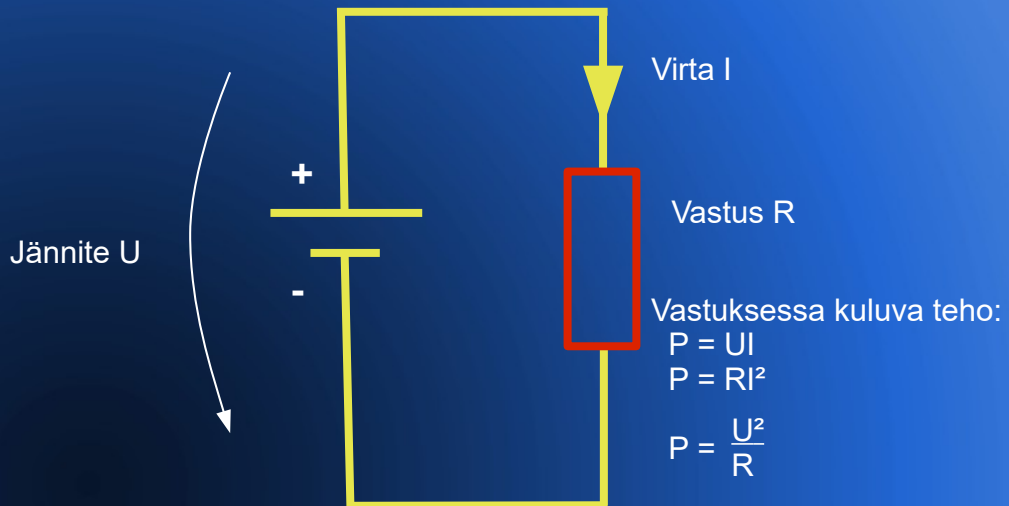 Virta I
+
Vastus R
Jännite U
-
Vastuksessa kuluva teho:
P = UI
P = RI²
P = U²
R